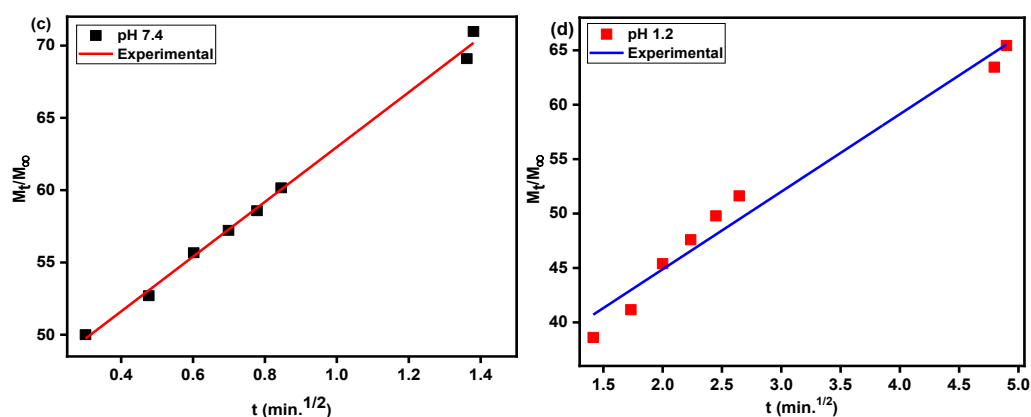 (c)
pH 7.4
Experimental
70
65
60
55
50
Mt/M∞
0.4 0.6 0.8 1.0 1.2 1.4
t (min.1/2)
(d)
pH 1.2
Experimental
65
60
55
50
45
40
Mt/M∞
1.5 2.0 2.5 3.0 3.5 4.0 4.5 5.0
t (min.1/2)